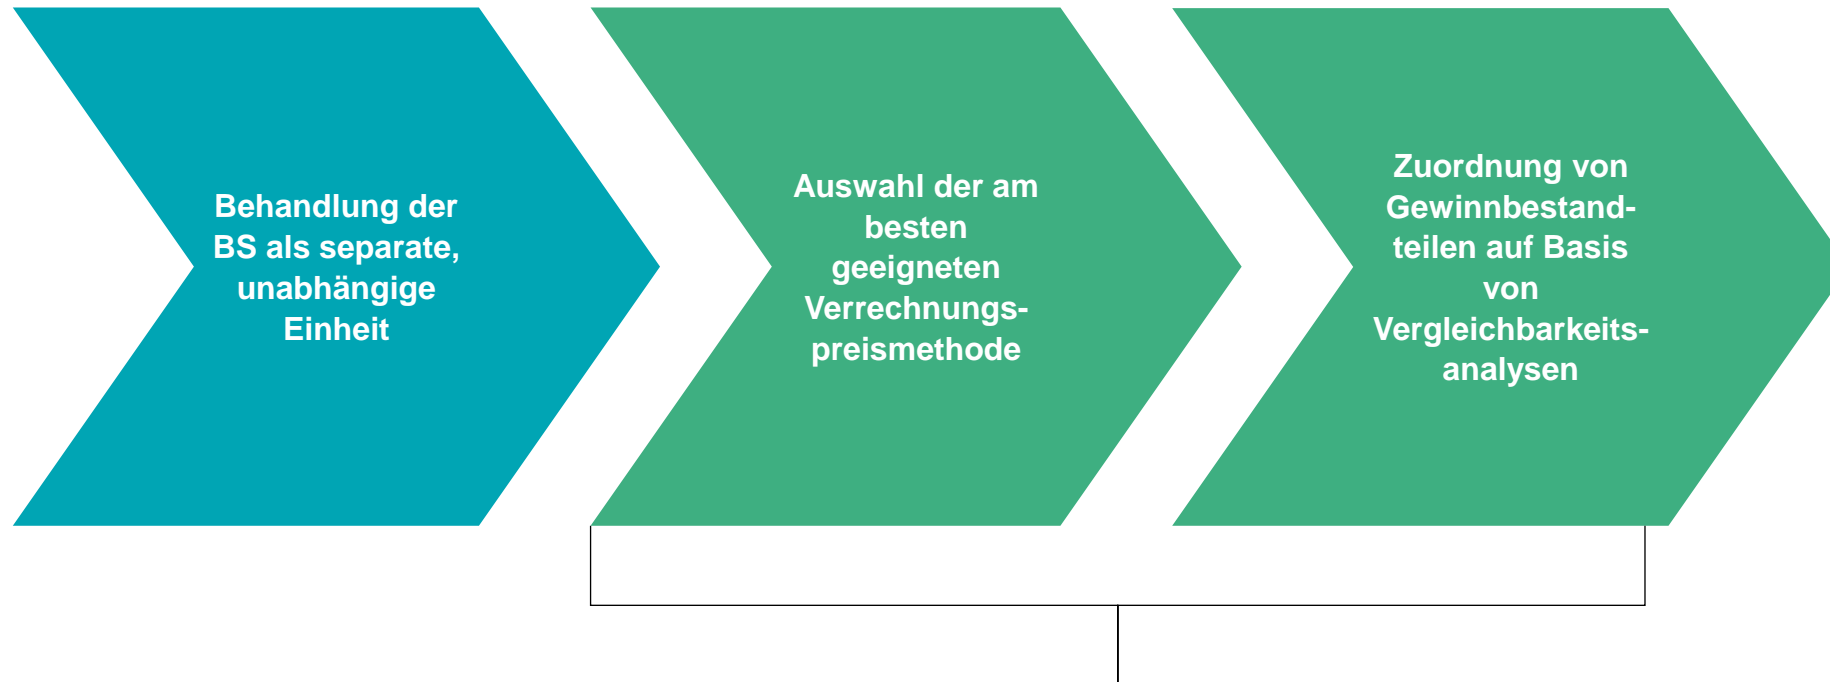 Behandlung der
BS als separate,
unabhängige
Einheit
Auswahl der am
besten
geeigneten
Verrechnungs-
preismethode
Zuordnung von
Gewinnbestand-
teilen auf Basis
von
Vergleichbarkeits-
analysen